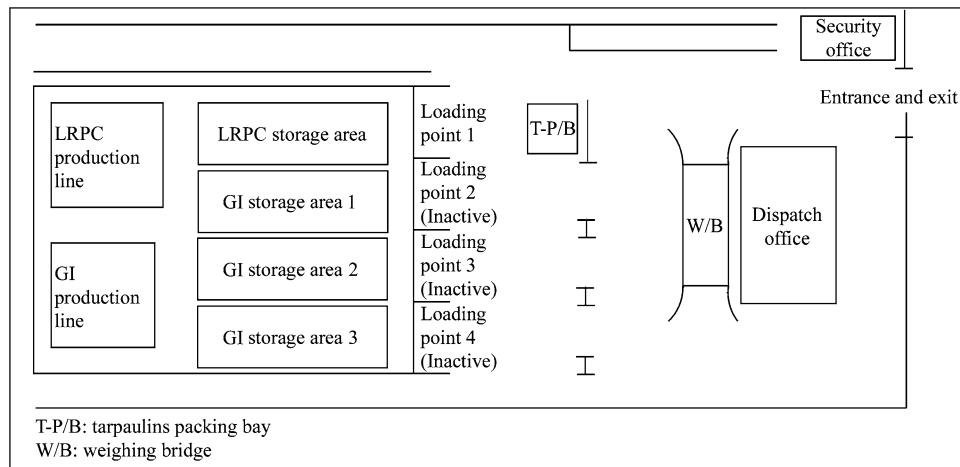 Security
office
Entrance and exit
LRPC
production
line
LRPC storage area
Loading
point 1
T-P/B
GI storage area 1
Loading
point 2
(Inactive)
W/B
Dispatch
office
GI
production
line
GI storage area 2
Loading
point 3
(Inactive)
GI storage area 3
Loading
point 4
(Inactive)
T-P/B: tarpaulins packing bay
W/B: weighing bridge